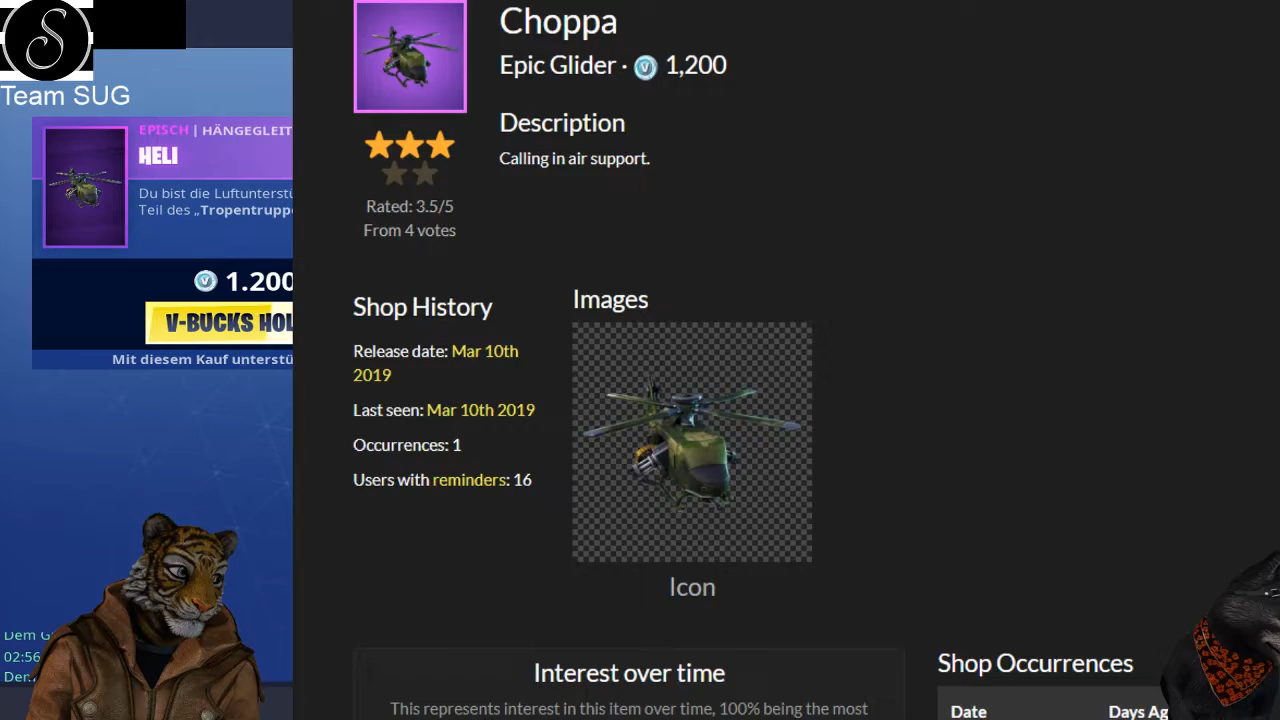 S
Team SUG
EPISCH | HÄNGEGLEIT
HELI
Du bist die Luftunterstü
Teil des „Tropentruppe
1.200
V-BUCKS HOL
Mit diesem Kauf unterstü
Dem G
02:56
Choppa
Epic Glider · 1,200
Description
Calling in air support.
Rated: 3.5/5
From 4 votes
Shop History
Release date: Mar 10th
2019
Last seen: Mar 10th 2019
Occurrences: 1
Users with reminders: 16
Images
Icon
Interest over time
This represents interest in this item over time, 100% being the most
Shop Occurrences
Date
Days Ag